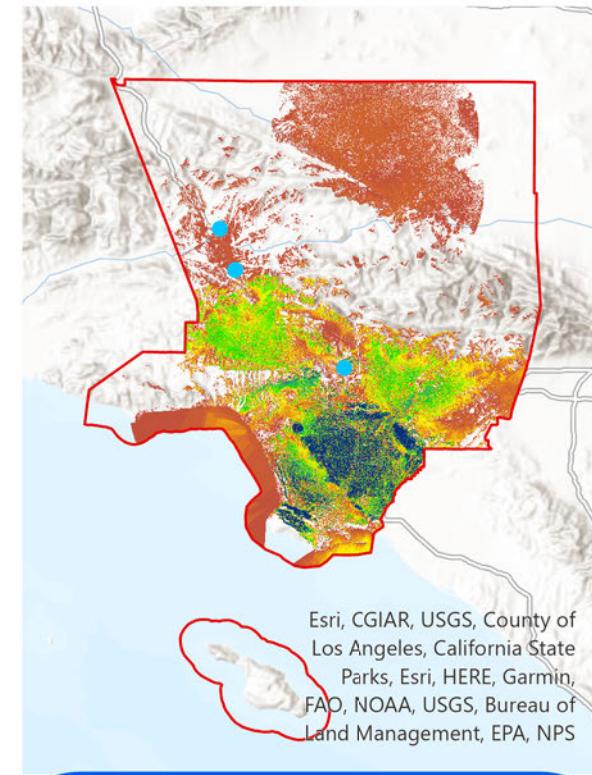 Esri, CGIAR, USGS, County of
Los Angeles, California State
Parks, Esri, HERE, Garmin,
FAO, NOAA, USGS, Bureau of
Land Management, EPA, NPS